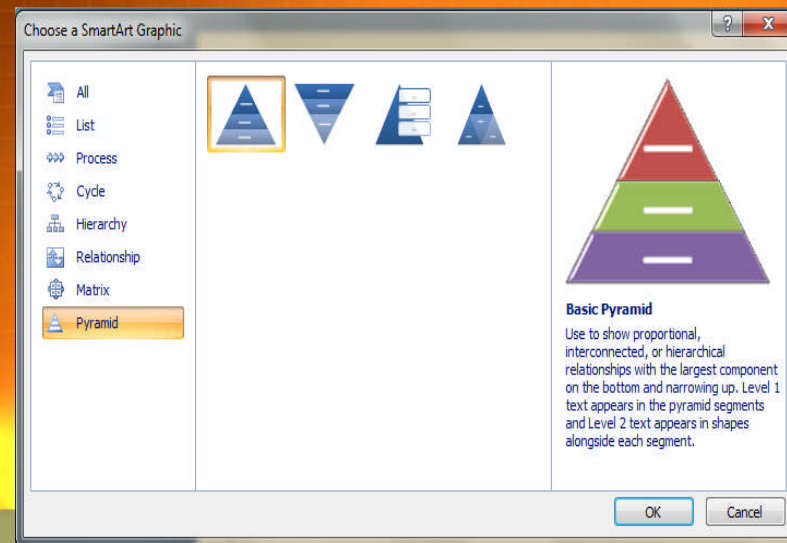 Choose a SmartArt Graphic
All
List
Process
Cycle
Hierarchy
Relationship
Matrix
Pyramid
Basic Pyramid
Use to show proportional,
interconnected, or hierarchical
relationships with the largest component
on the bottom and narrowing up. Level 1
text appears in the pyramid segments
and Level 2 text appears in shapes
alongside each segment.
OK
Cancel